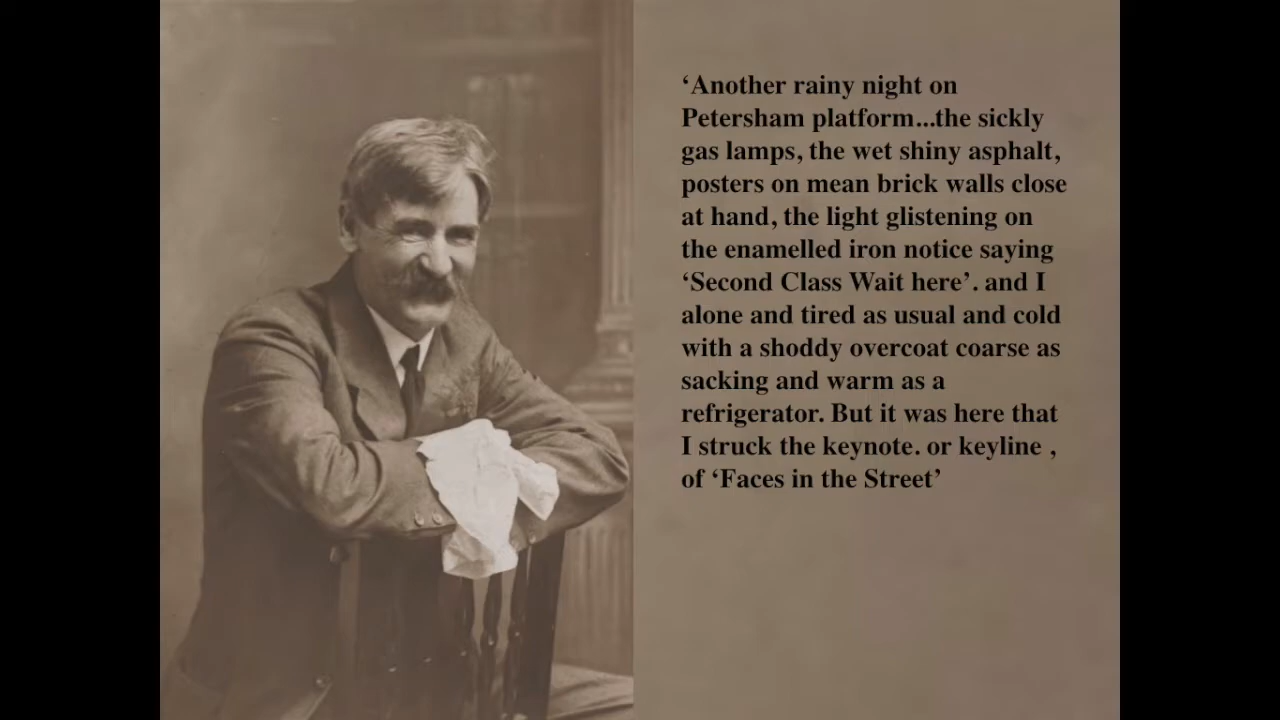 ‘Another rainy night on
Petersham platform...the sickly
gas lamps, the wet shiny asphalt,
posters on mean brick walls close
at hand, the light glistening on
the enamelled iron notice saying
‘Second Class Wait here’. and I
alone and tired as usual and cold
with a shoddy overcoat coarse as
sacking and warm as a
refrigerator. But it was here that
I struck the keynote. or keyline ,
of ‘Faces in the Street’